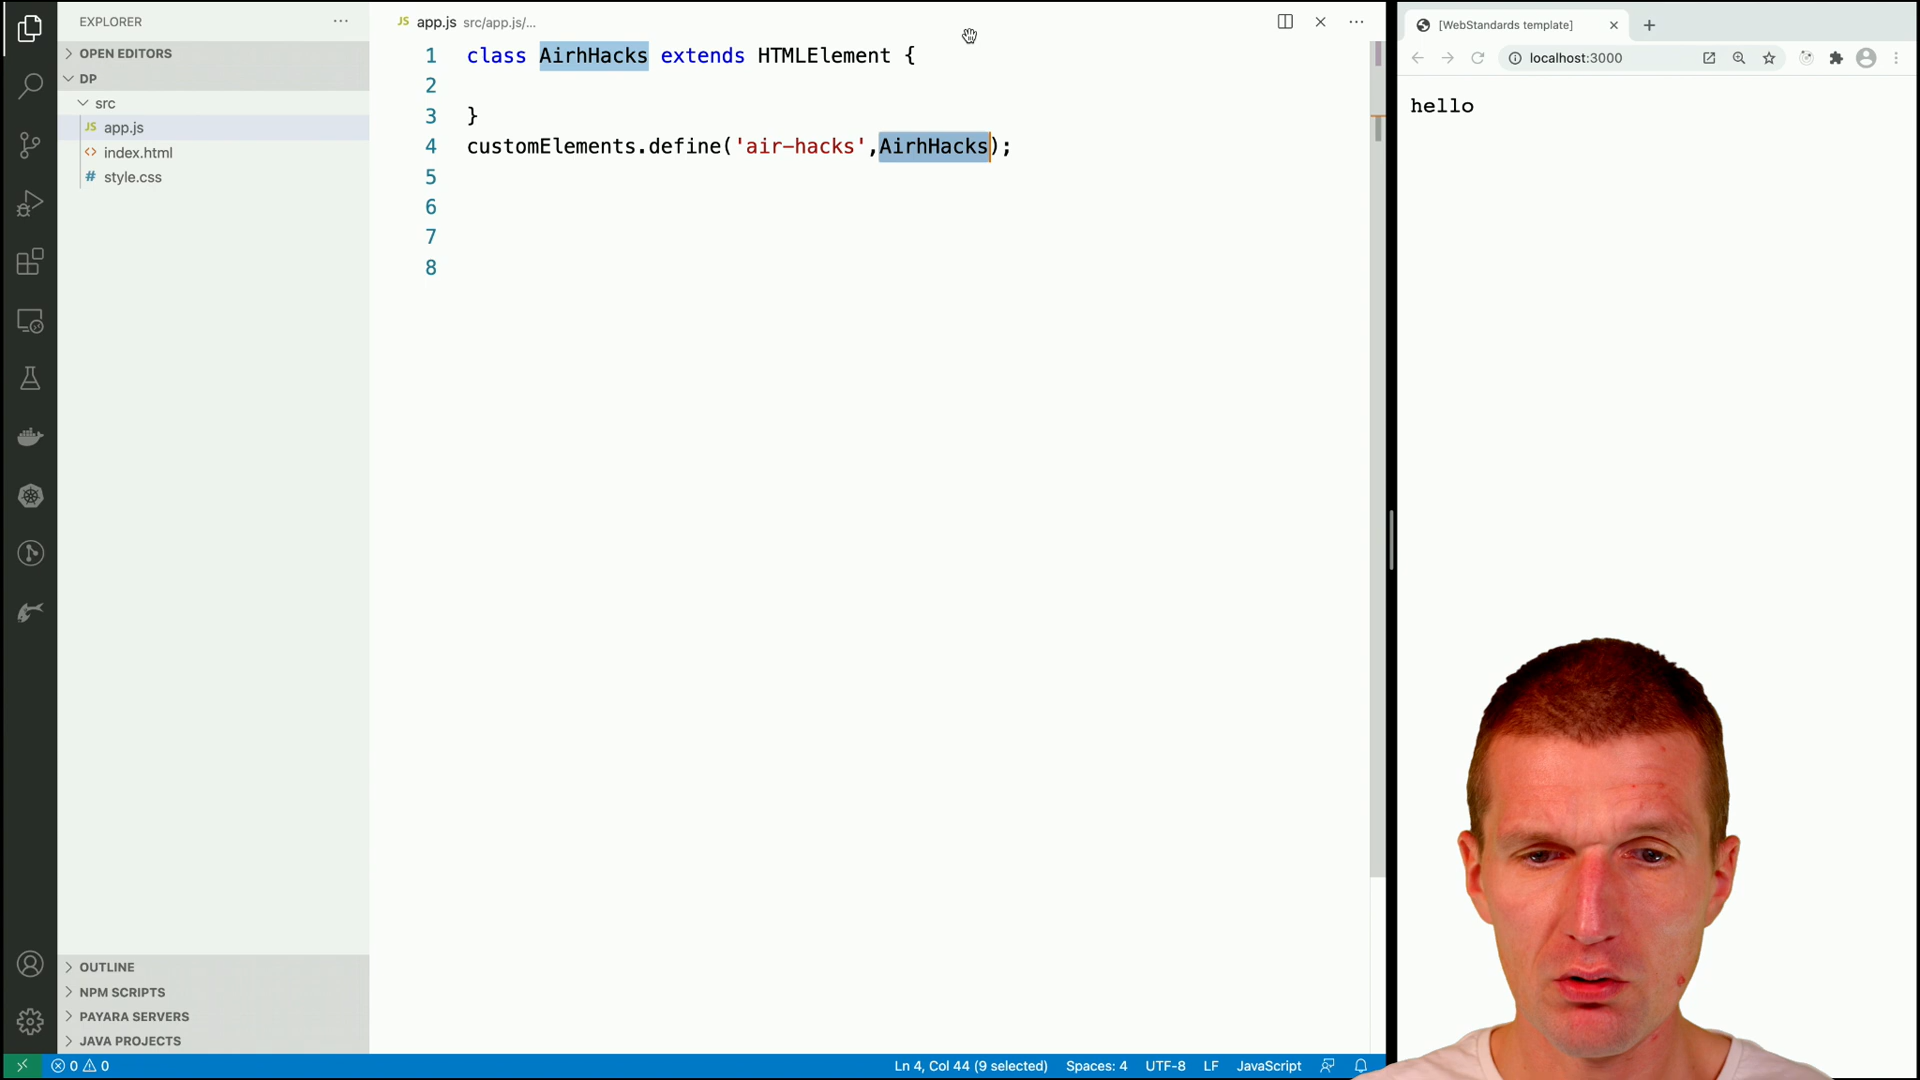 EXPLORER
OPEN EDITORS
DP
src
JS app.js
index.html
# style.css
OUTLINE
NPM SCRIPTS
PAYARA SERVERS
JAVA PROJECTS
JS app.js src/app.js/...
1 class AirhHacks extends HTMLElement {
2
3 }
4 customElements.define('air-hacks',AirhHacks);
5
6
7
8
0 0
Ln 4, Col 44 (9 selected) Spaces: 4 UTF-8 LF JavaScript
[WebStandards template]
localhost:3000
hello